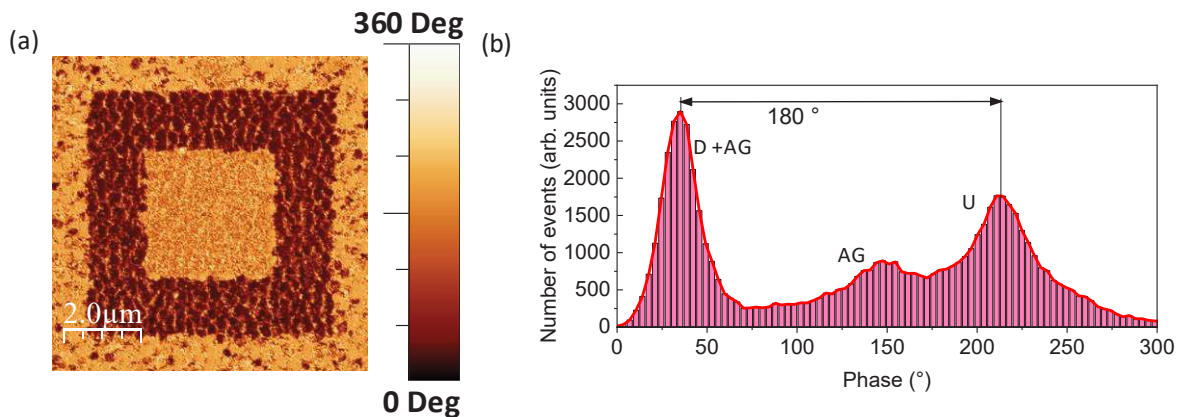 (a)
360 Deg
2.0µm
0 Deg
(b)
Number of events (arb. units)
3000
2500
2000
1500
1000
500
0
180 °
D +AG
AG
U
0
50
100
150
200
250
300
Phase (°)